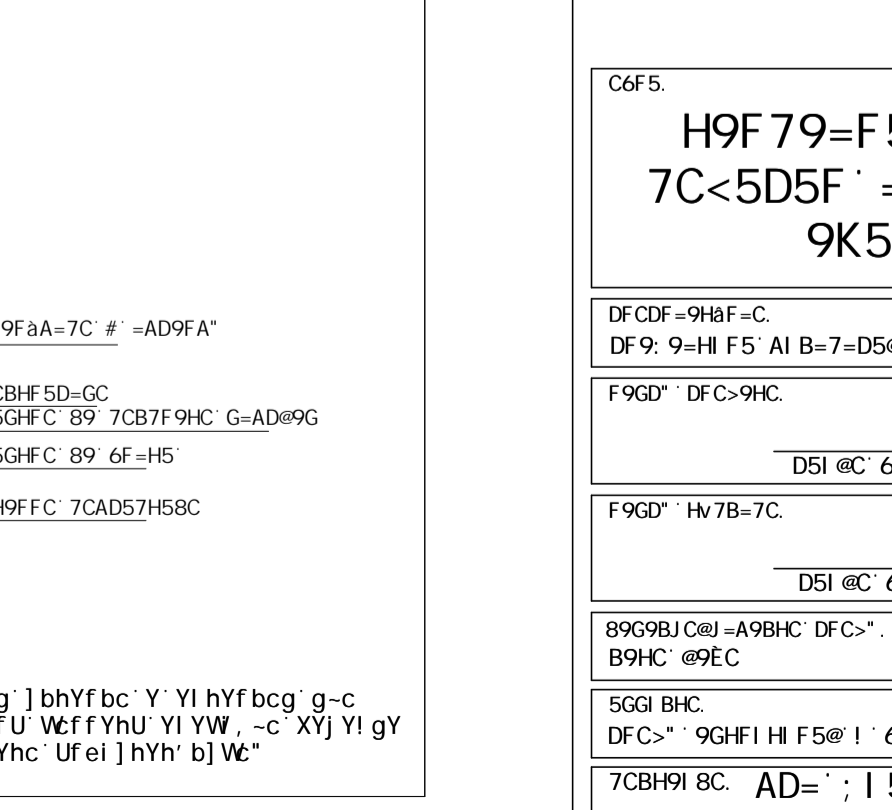 9FàA=7C˙ #˙ =AD9FA"
CBHF5D=GC
5GHFC˙ 89˙ 7CB7F9HC˙ G=AD@9G
5GHFC˙ 89˙ 6F=H5˙
H9FFC˙ 7CAD57H58C
g˙ ]bhYfbc˙ Y˙ YlhYfbcg˙ g~c
fU˙ WcffYhU˙ YlYWi, ~c˙ XYjY!gY
Yhc˙ Ufei]hYh'b]Wc"
C6F5.
H9F79=F5
7C<5D5F˙ =
9K5
DFCDF=9HâF=C.
DF9:9=HIF5˙ AIB=7=D5@
F9GD"˙ DFC>9HC.
D5I@C˙ 6
F9GD"˙ Hv7B=7C.
D5I@C˙ 6
89G9BJC@J=A9BHC˙ DFC>".
B9HC˙ @9ÈC
5GGIBHC.
DFC>"˙ 9GHFIHIF5@˙ !˙ 6
7CBH9I8C. AD=˙ ; I5